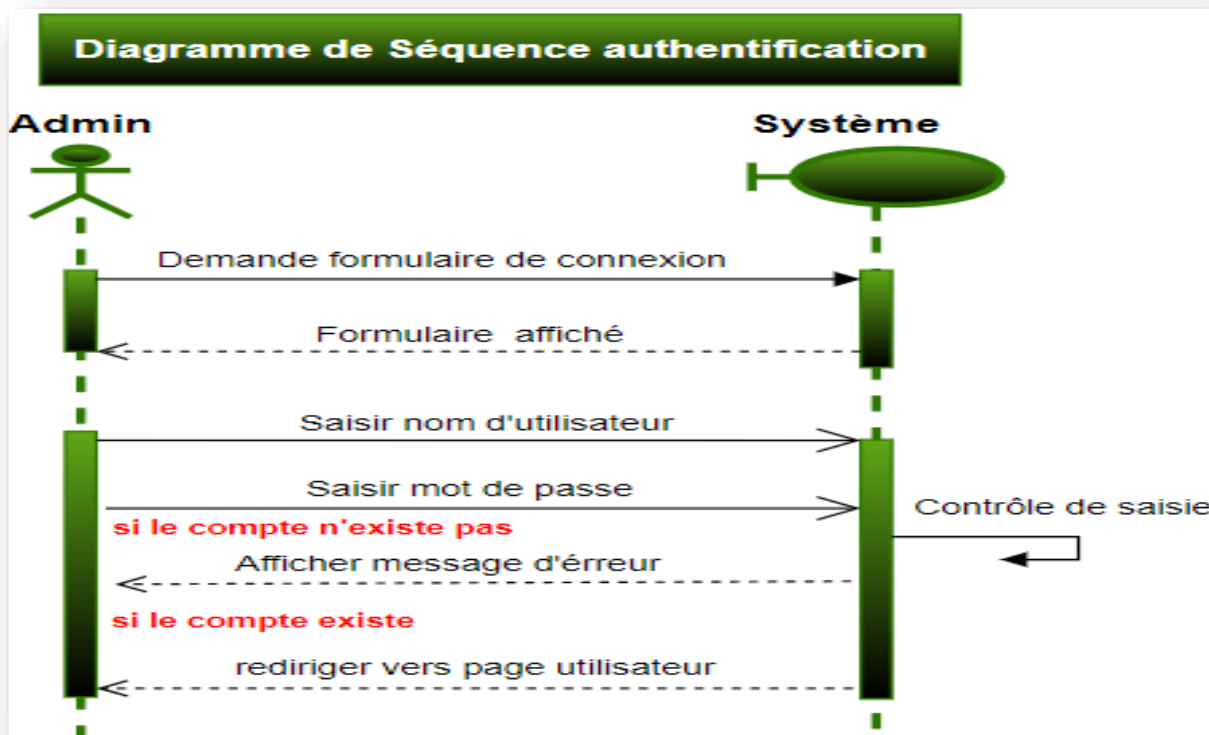 Diagramme de Séquence authentification
Admin
Système
Demande formulaire de connexion
Formulaire affiché
Saisir nom d'utilisateur
Saisir mot de passe
Contrôle de saisie
si le compte n'existe pas
Afficher message d'érreur
si le compte existe
rediriger vers page utilisateur